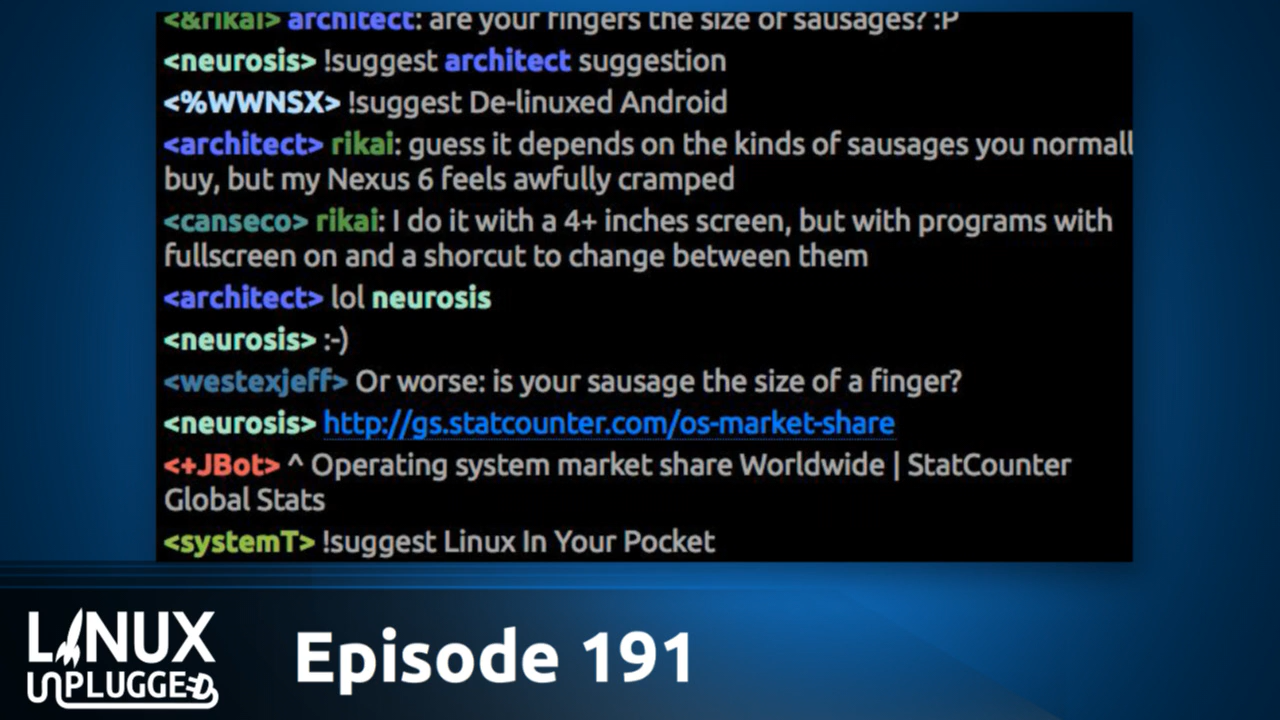 <&rikai> architect: are your fingers the size of sausages? :P
<neurosis> !suggest architect suggestion
<%WWNSX> !suggest De-linuxed Android
<architect> rikai: guess it depends on the kinds of sausages you normall
buy, but my Nexus 6 feels awfully cramped
<canseco> rikai: I do it with a 4+ inches screen, but with programs with
fullscreen on and a shorcut to change between them
<architect> lol neurosis
<neurosis> :-)
<westexjeff> Or worse: is your sausage the size of a finger?
<neurosis> http://gs.statcounter.com/os-market-share
<+JBot> ^ Operating system market share Worldwide | StatCounter
Global Stats
<systemT> !suggest Linux In Your Pocket
LINUX
UNPLUGGED
Episode 191